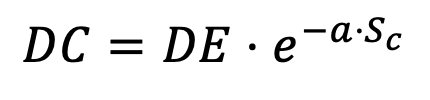 DC = DE · e^{-a·S_c}